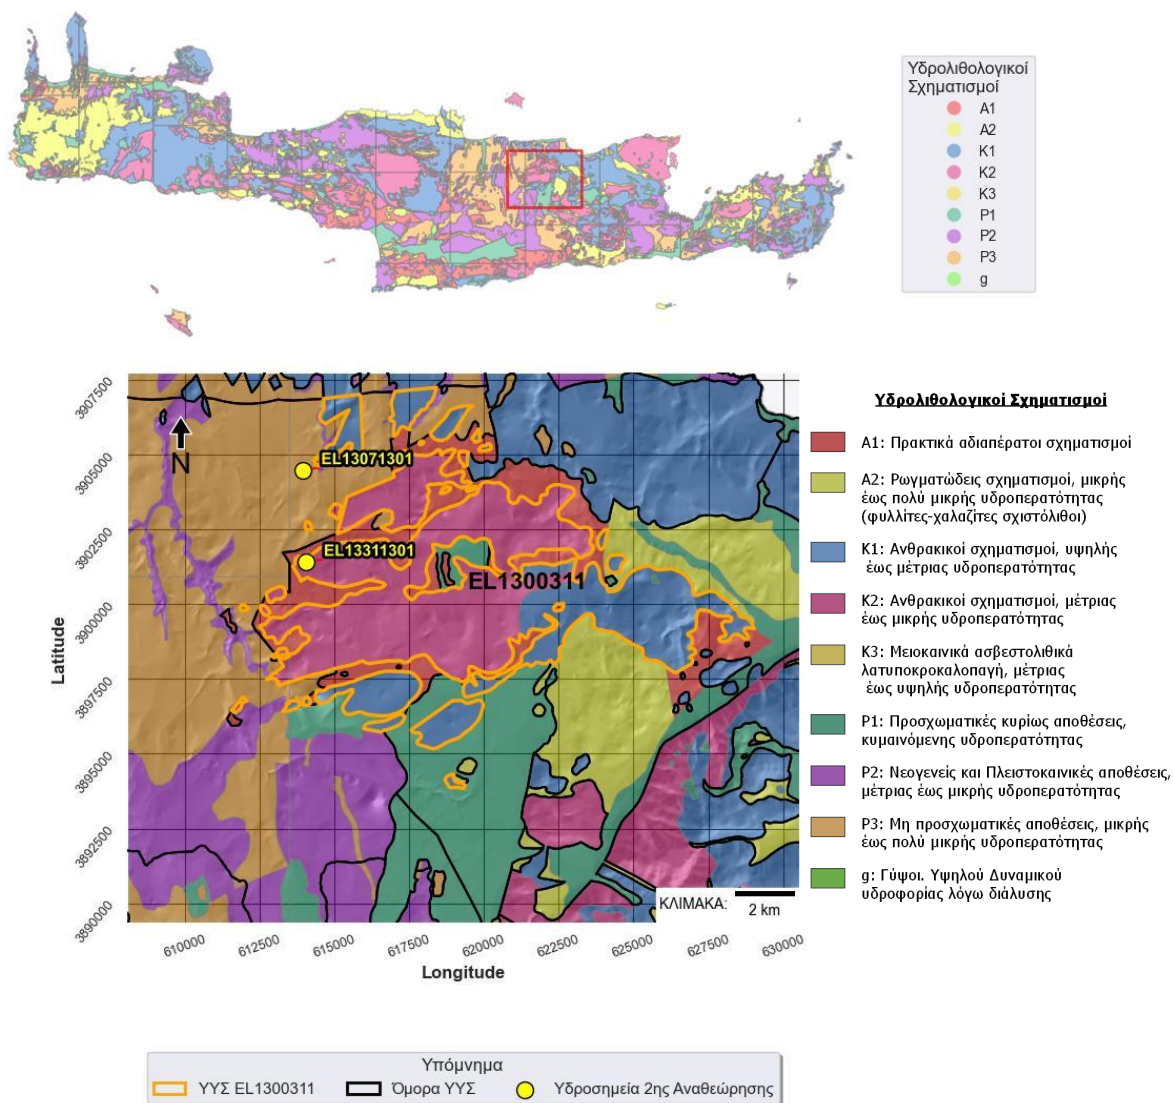 Υδρολιθολογικοί
Σχηματισμοί
A1
A2
K1
K2
K3
P1
P2
P3
g
3907500
3905000
3902500
3900000
3897500
3895000
3892500
3890000
Latitude
N
EL13071301
EL13311301
EL1300311
ΚΛΙΜΑΚΑ:
2 km
610000
612500
615000
617500
620000
622500
625000
627500
630000
Longitude
Υδρολιθολογικοί Σχηματισμοί
A1: Πρακτικά αδιαπέρατοι σχηματισμοί
A2: Ρωγματώδεις σχηματισμοί, μικρής
έως πολύ μικρής υδροπερατότητας
(φυλλίτες-χαλαζίτες σχιστόλιθοι)
K1: Ανθρακικοί σχηματισμοί, υψηλής
έως μέτριας υδροπερατότητας
K2: Ανθρακικοί σχηματισμοί, μέτριας
έως μικρής υδροπερατότητας
K3: Μειοκαινικά ασβεστολιθικά
λατυποκροκαλοπαγή, μέτριας
έως υψηλής υδροπερατότητας
P1: Προσχωματικές κυρίως αποθέσεις,
κυμαινόμενης υδροπερατότητας
P2: Νεογενείς και Πλειστοκαινικές αποθέσεις,
μέτριας έως μικρής υδροπερατότητας
P3: Μη προσχωματικές αποθέσεις, μικρής
έως πολύ μικρής υδροπερατότητας
g: Γύψοι. Υψηλού Δυναμικού
υδροφορίας λόγω διάλυσης
Υπόμνημα
ΥΥΣ EL1300311
Όμορα ΥΥΣ
Υδροσημεία 2ης Αναθεώρησης